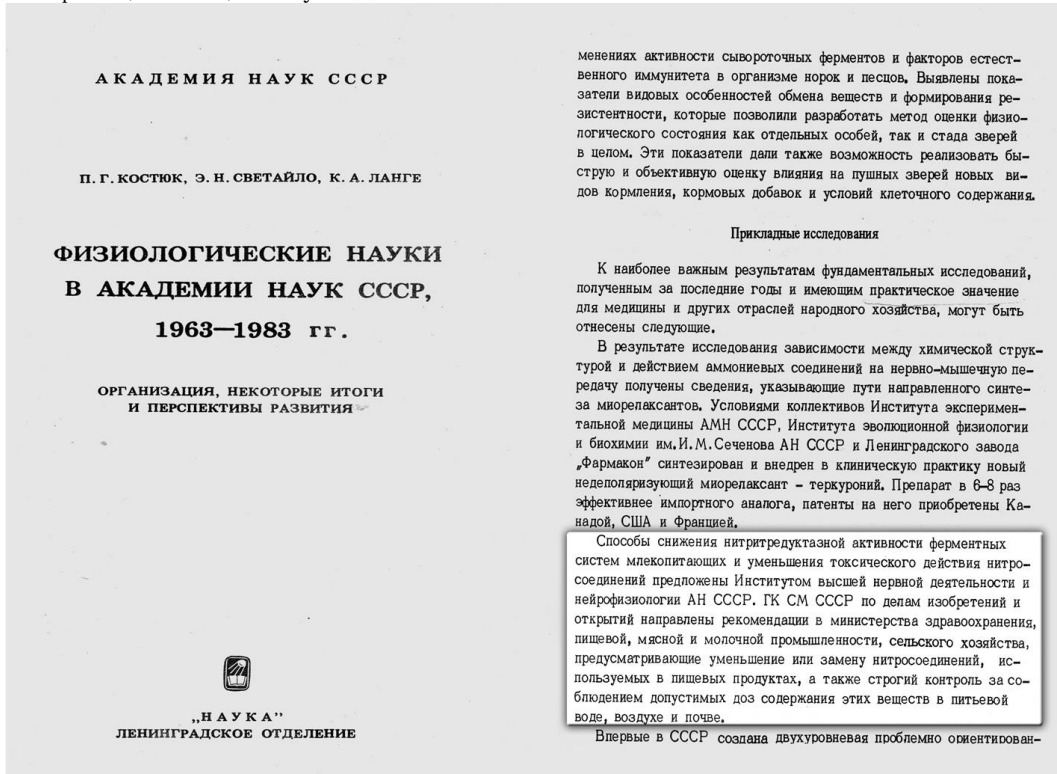 АКАДЕМИЯ НАУК СССР
П. Г. КОСТЮК, Э. Н. СВЕТАЙЛО, К. А. ЛАНГЕ
ФИЗИОЛОГИЧЕСКИЕ НАУКИ
В АКАДЕМИИ НАУК СССР,
1963—1983 гг.
ОРГАНИЗАЦИЯ, НЕКОТОРЫЕ ИТОГИ
И ПЕРСПЕКТИВЫ РАЗВИТИЯ
„НАУКА”
ЛЕНИНГРАДСКОЕ ОТДЕЛЕНИЕ
менениях активности сывороточных ферментов и факторов естест-
венного иммунитета в организме норок и песцов. Выявлены пока-
затели видовых особенностей обмена веществ и формирования ре-
зистентности, которые позволили разработать метод оценки физио-
логического состояния как отдельных особей, так и стада зверей
в целом. Эти показатели дали также возможность реализовать бы-
струю и объективную оценку влияния на пушных зверей новых ви-
дов кормления, кормовых добавок и условий клеточного содержания.
Прикладные исследования
К наиболее важным результатам фундаментальных исследований,
полученным за последние годы и имеющим практическое значение
для медицины и других отраслей народного хозяйства, могут быть
отнесены следующие.
В результате исследования зависимости между химической струк-
турой и действием аммониевых соединений на нервно-мышечную пе-
редачу получены сведения, указывающие пути направленного синте-
за миорелаксантов. Условиями коллективов Института эксперимен-
тальной медицины АМН СССР, Института эволюционной физиологии
и биохимии им.И.М.Сеченова АН СССР и Ленинградского завода
„Фармакон” синтезирован и внедрен в клиническую практику новый
недеполяризующий миорелаксант – теркуроний. Препарат в 6–8 раз
эффективнее импортного аналога, патенты на него приобретены Ка-
надой, США и Францией.
Способы снижения нитритредуктазной активности ферментных
систем млекопитающих и уменьшения токсического действия нитро-
соединений предложены Институтом высшей нервной деятельности и
нейрофизиологии АН СССР. ГК СМ СССР по делам изобретений и
открытий направлены рекомендации в министерства здравоохранения,
пищевой, мясной и молочной промышленности, сельского хозяйства,
предусматривающие уменьшение или замену нитросоединений, ис-
пользуемых в пищевых продуктах, а также строгий контроль за со-
блюдением допустимых доз содержания этих веществ в питьевой
воде, воздухе и почве.
Впервые в СССР создана двухуровневая проблемно ориентирован-